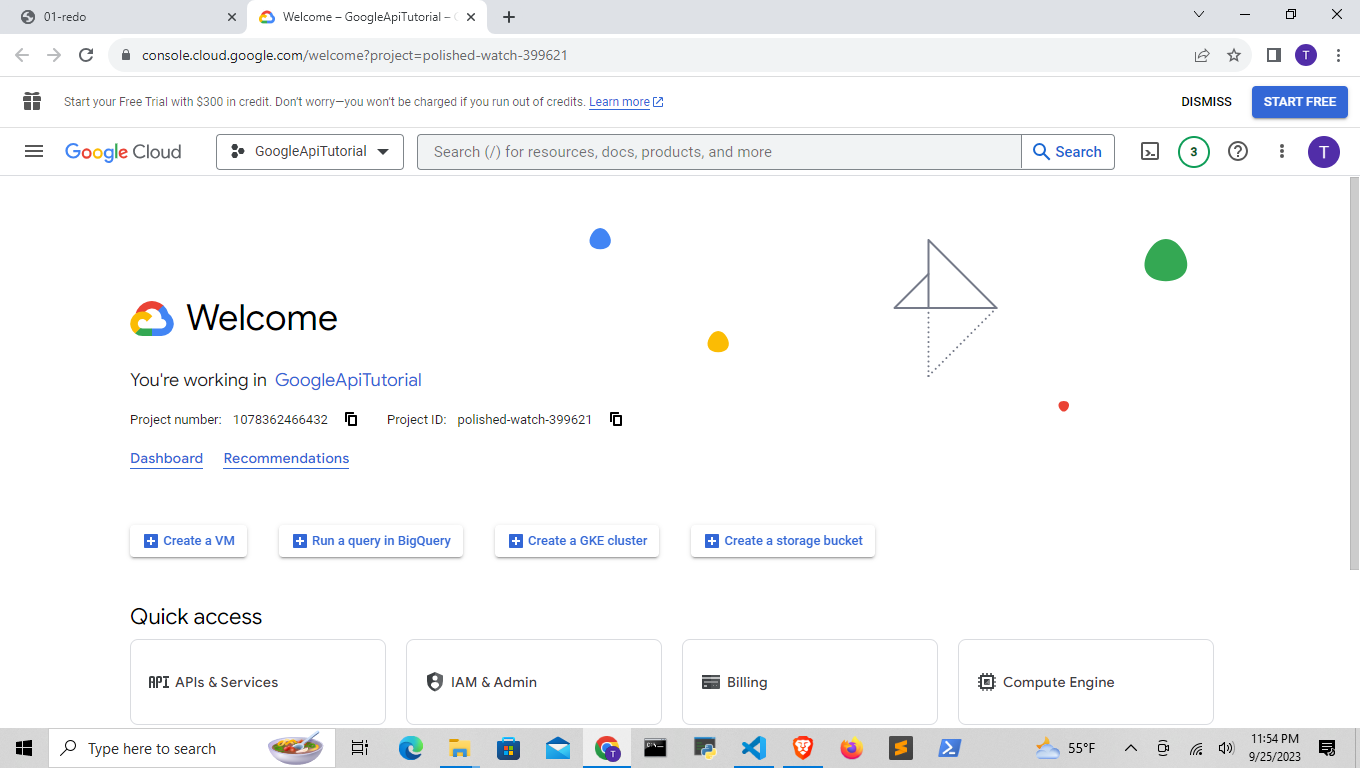 01-redo
Welcome – GoogleApiTutorial –
console.cloud.google.com/welcome?project=polished-watch-399621
T
Start your Free Trial with $300 in credit. Don't worry—you won't be charged if you run out of credits. Learn more
DISMISS
START FREE
Google Cloud
GoogleApiTutorial
Search (/) for resources, docs, products, and more
Search
3
T
Welcome
You're working in GoogleApiTutorial
Project number: 1078362466432 Project ID: polished-watch-399621
Dashboard Recommendations
Create a VM
Run a query in BigQuery
Create a GKE cluster
Create a storage bucket
Quick access
API APIs & Services
IAM & Admin
Billing
Compute Engine
Type here to search
T
55°F
11:54 PM
9/25/2023